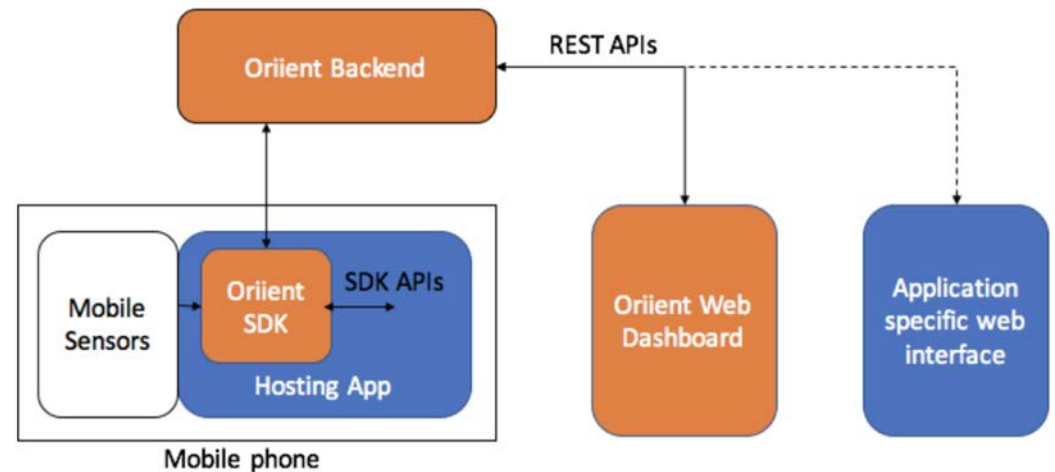 REST APIs
Oriient Backend
Oriient
SDK
SDK APIs
Mobile
Sensors
Hosting App
Mobile phone
Oriient Web
Dashboard
Application
specific web
interface